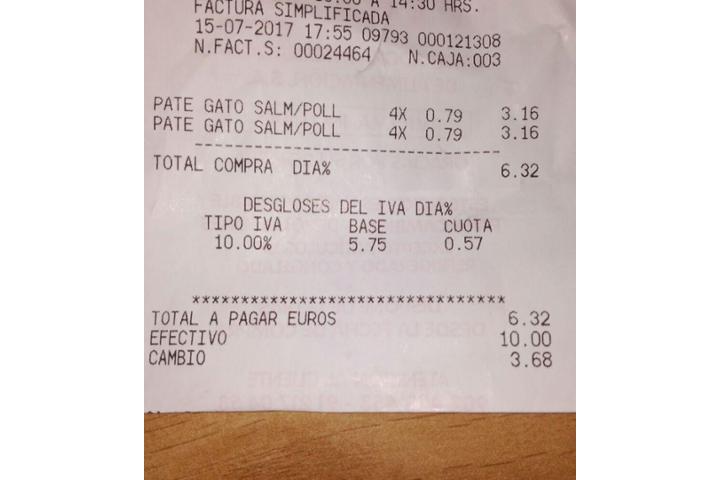 A 14:30 HRS.
FACTURA SIMPLIFICADA
15-07-2017 17:55 09793 000121308
N.FACT.S: 00024464 N.CAJA:003
PATE GATO SALM/POLL 4X 0.79 3.16
PATE GATO SALM/POLL 4X 0.79 3.16
--------------------------------
TOTAL COMPRA DIA% 6.32
DESGLOSES DEL IVA DIA%
TIPO IVA BASE CUOTA
10.00% 5.75 0.57
********************************
TOTAL A PAGAR EUROS 6.32
EFECTIVO 10.00
CAMBIO 3.68